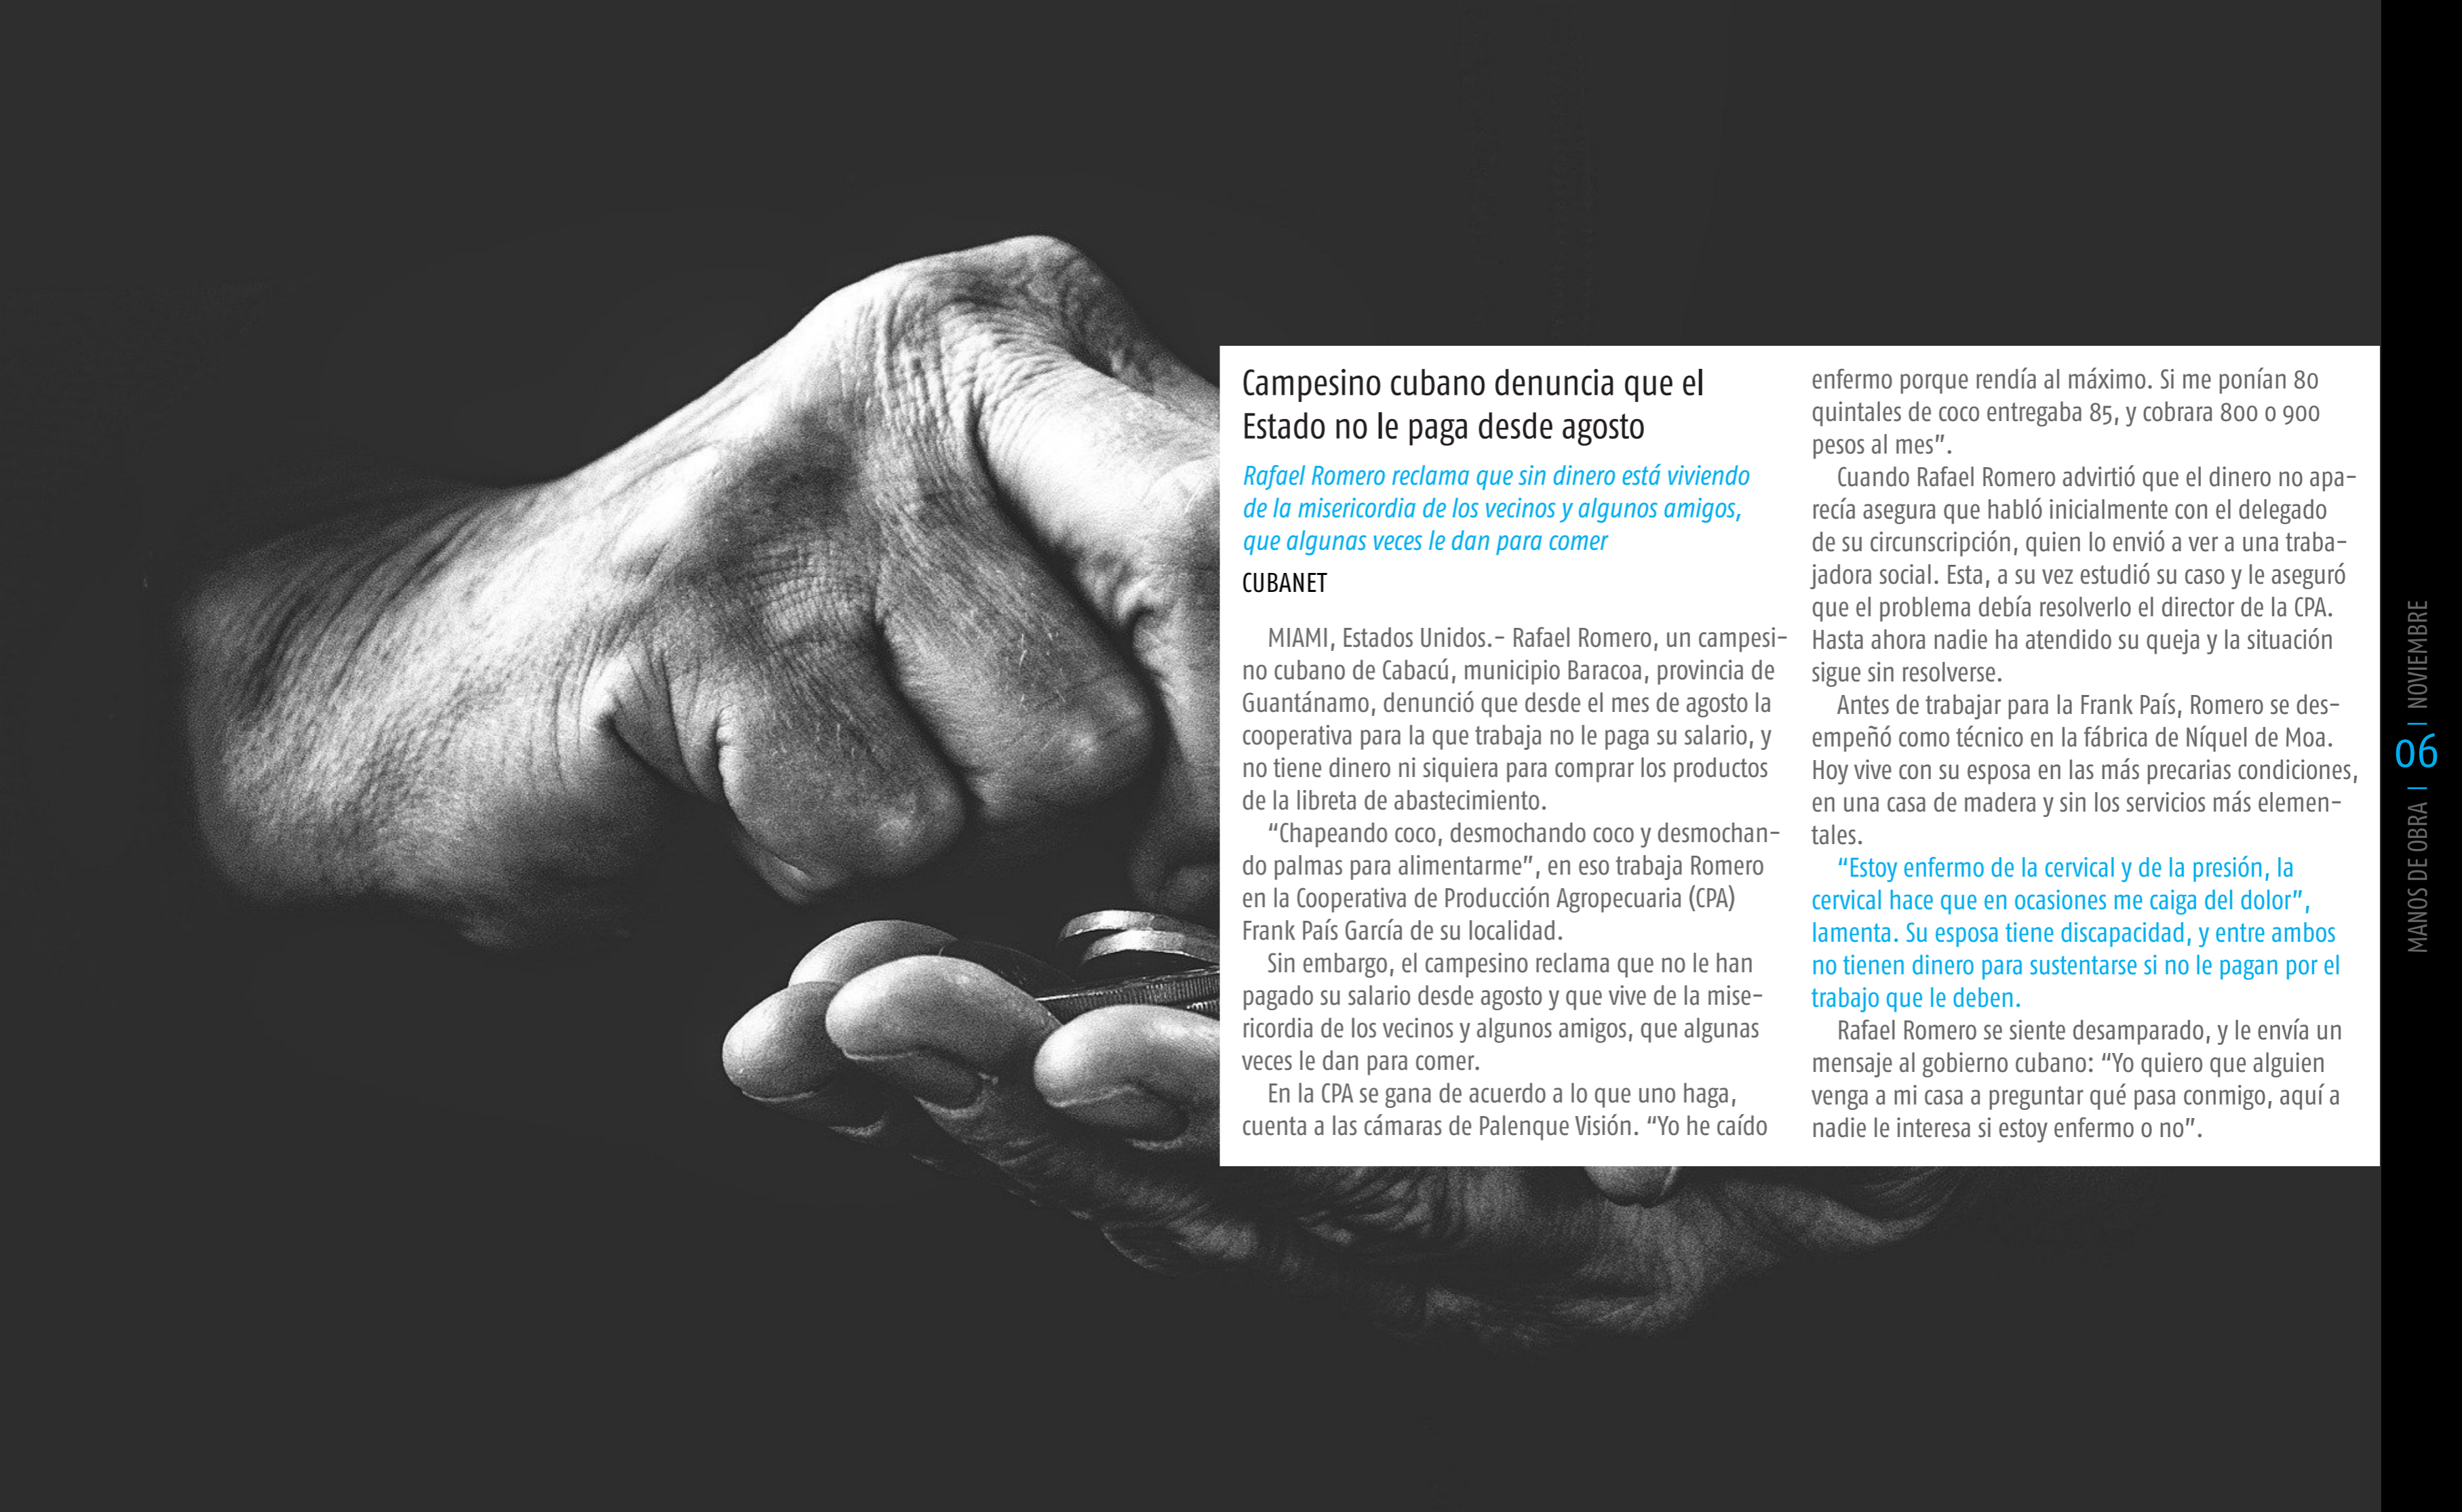 Campesino cubano denuncia que el
Estado no le paga desde agosto
Rafael Romero reclama que sin dinero está viviendo
de la misericordia de los vecinos y algunos amigos,
que algunas veces le dan para comer
CUBANET
MIAMI, Estados Unidos.- Rafael Romero, un campesi-
no cubano de Cabacú, municipio Baracoa, provincia de
Guantánamo, denunció que desde el mes de agosto la
cooperativa para la que trabaja no le paga su salario, y
no tiene dinero ni siquiera para comprar los productos
de la libreta de abastecimiento.
“Chapeando coco, desmochando coco y desmochan-
do palmas para alimentarme”, en eso trabaja Romero
en la Cooperativa de Producción Agropecuaria (CPA)
Frank País García de su localidad.
Sin embargo, el campesino reclama que no le han
pagado su salario desde agosto y que vive de la mise-
ricordia de los vecinos y algunos amigos, que algunas
veces le dan para comer.
En la CPA se gana de acuerdo a lo que uno haga,
cuenta a las cámaras de Palenque Visión. “Yo he caído
enfermo porque rendía al máximo. Si me ponían 80
quintales de coco entregaba 85, y cobrara 800 o 900
pesos al mes”.
Cuando Rafael Romero advirtió que el dinero no apa-
recía asegura que habló inicialmente con el delegado
de su circunscripción, quien lo envió a ver a una traba-
jadora social. Esta, a su vez estudió su caso y le aseguró
que el problema debía resolverlo el director de la CPA.
Hasta ahora nadie ha atendido su queja y la situación
sigue sin resolverse.
Antes de trabajar para la Frank País, Romero se des-
empeñó como técnico en la fábrica de Níquel de Moa.
Hoy vive con su esposa en las más precarias condiciones,
en una casa de madera y sin los servicios más elemen-
tales.
“Estoy enfermo de la cervical y de la presión, la
cervical hace que en ocasiones me caiga del dolor”,
lamenta. Su esposa tiene discapacidad, y entre ambos
no tienen dinero para sustentarse si no le pagan por el
trabajo que le deben.
Rafael Romero se siente desamparado, y le envía un
mensaje al gobierno cubano: “Yo quiero que alguien
venga a mi casa a preguntar qué pasa conmigo, aquí a
nadie le interesa si estoy enfermo o no”.
MANOS DE OBRA | 06 | NOVIEMBRE